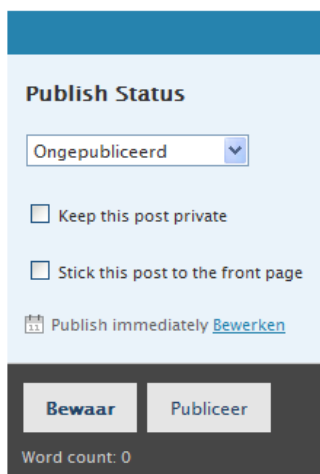 Publish Status
Ongepubliceerd
Keep this post private
Stick this post to the front page
11 Publish immediately Bewerken
Bewaar Publiceer
Word count: 0